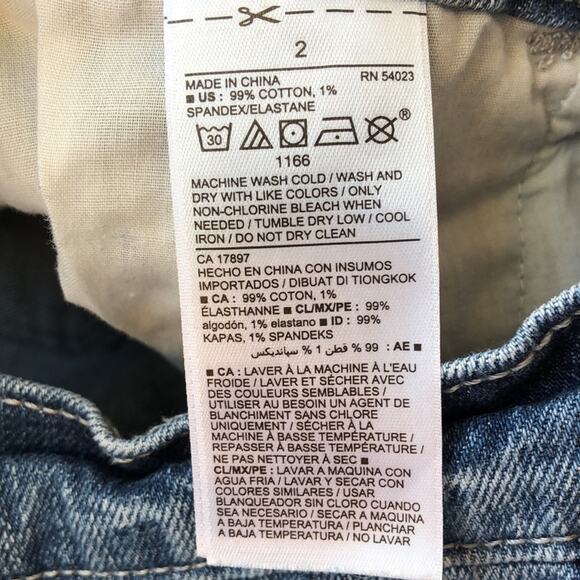 2
MADE IN CHINA RN 54023
■ US : 99% COTTON, 1%
SPANDEX/ELASTANE
30
1166
MACHINE WASH COLD / WASH AND
DRY WITH LIKE COLORS / ONLY
NON-CHLORINE BLEACH WHEN
NEEDED / TUMBLE DRY LOW / COOL
IRON / DO NOT DRY CLEAN
CA 17897
HECHO EN CHINA CON INSUMOS
IMPORTADOS / DIBUAT DI TIONGKOK
■ CA : 99% COTON, 1%
ÉLASTHANNE ■ CL/MX/PE : 99%
algodón, 1% elastano ■ ID : 99%
KAPAS, 1% SPANDEKS
■ AE : 99 % قطن 1 % سپاندیکس
■ CA : LAVER À LA MACHINE À L'EAU
FROIDE / LAVER ET SÉCHER AVEC
DES COULEURS SEMBLABLES /
UTILISER AU BESOIN UN AGENT DE
BLANCHIMENT SANS CHLORE
UNIQUEMENT / SÉCHER À LA
MACHINE À BASSE TEMPÉRATURE /
REPASSER À BASSE TEMPÉRATURE /
NE PAS NETTOYER À SEC ■
CL/MX/PE : LAVAR A MAQUINA CON
AGUA FRIA / LAVAR Y SECAR CON
COLORES SIMILARES / USAR
BLANQUEADOR SIN CLORO CUANDO
SEA NECESARIO / SECAR A MAQUINA
A BAJA TEMPERATURA / PLANCHAR
A BAJA TEMPERATURA / NO LAVAR